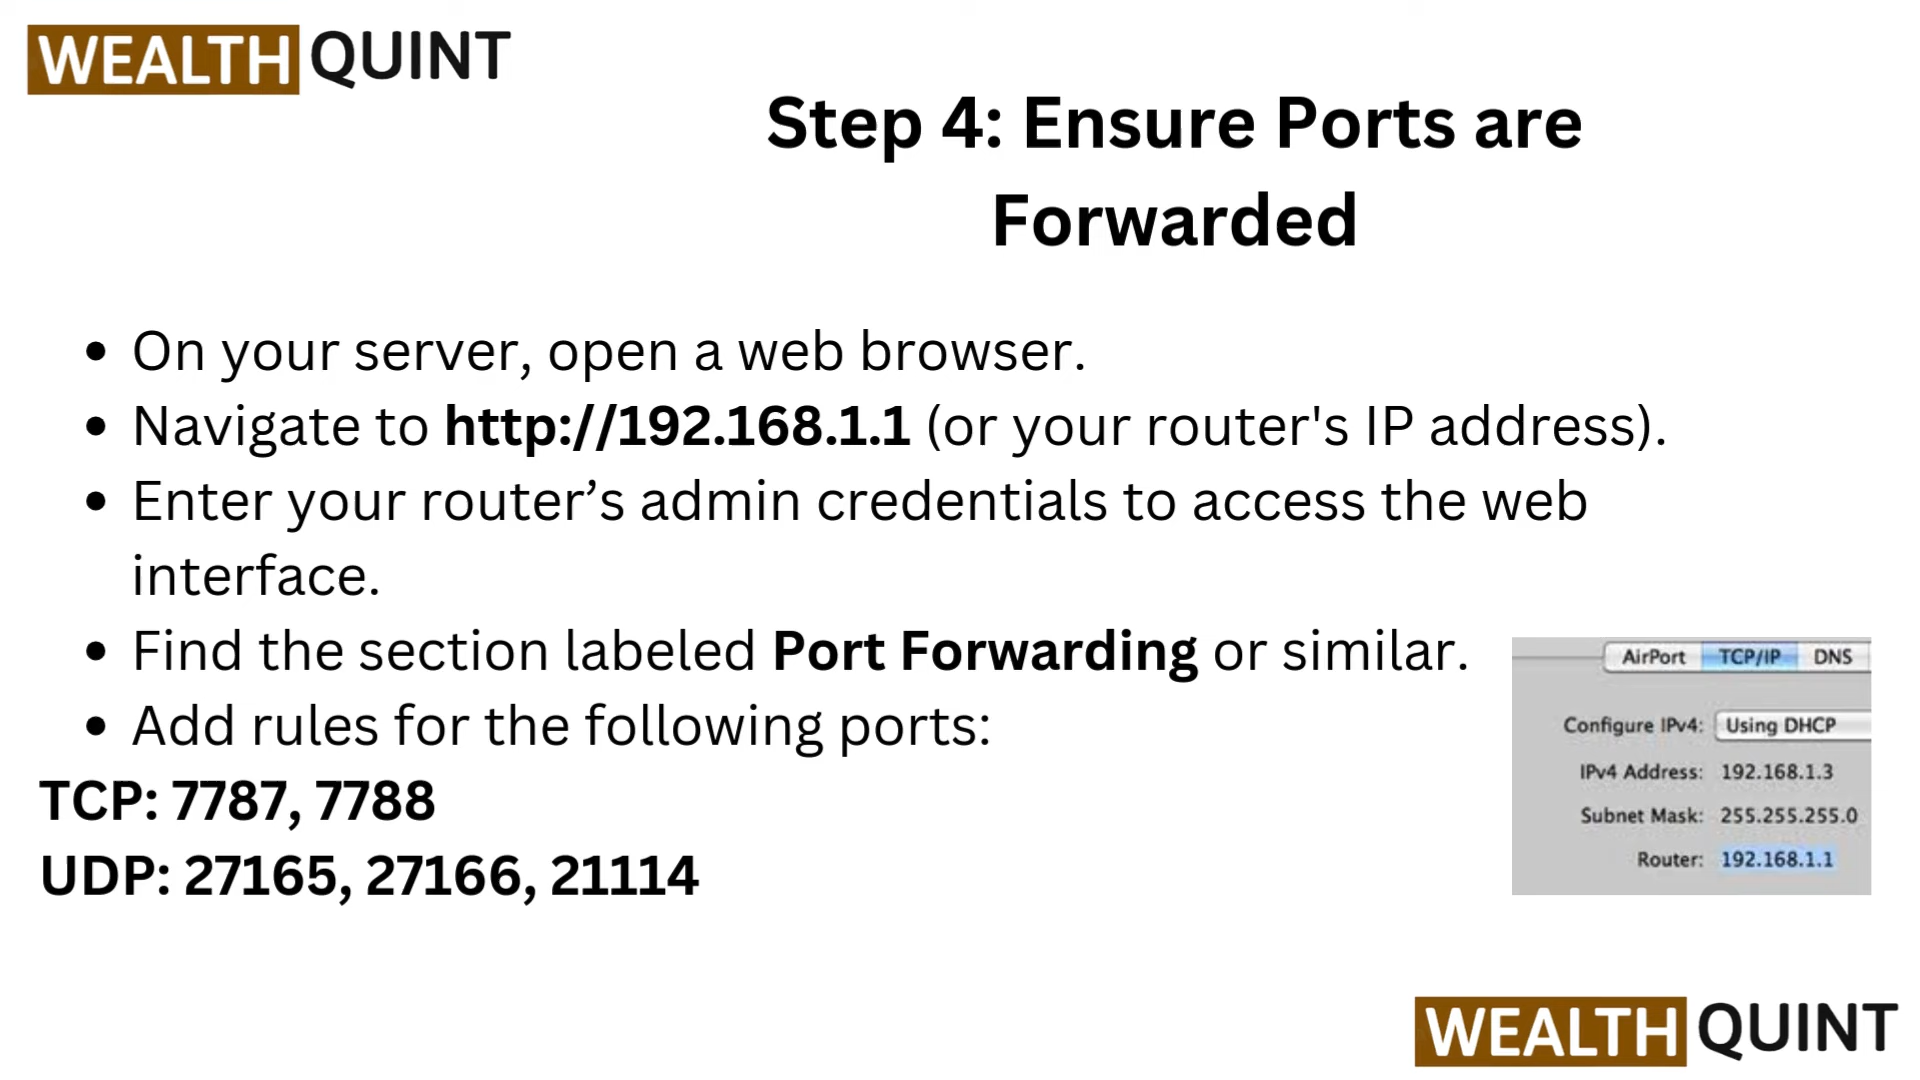 WEALTH QUINT
Step 4: Ensure Ports are
Forwarded
• On your server, open a web browser.
• Navigate to http://192.168.1.1 (or your router's IP address).
• Enter your router’s admin credentials to access the web
interface.
• Find the section labeled Port Forwarding or similar.
• Add rules for the following ports:
TCP: 7787, 7788
UDP: 27165, 27166, 21114
AirPort TCP/IP DNS
Configure IPv4: Using DHCP
IPv4 Address: 192.168.1.3
Subnet Mask: 255.255.255.0
Router: 192.168.1.1
WEALTH QUINT